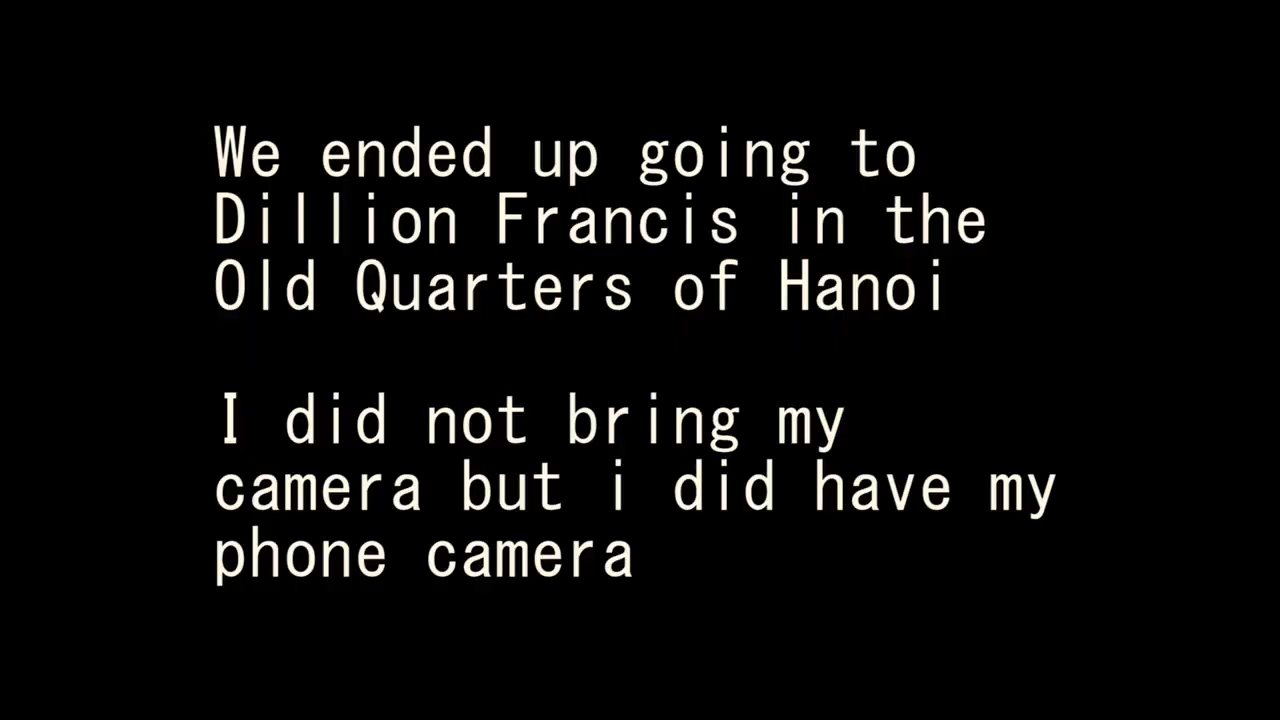 We ended up going to
Dillion Francis in the
Old Quarters of Hanoi
I did not bring my
camera but i did have my
phone camera